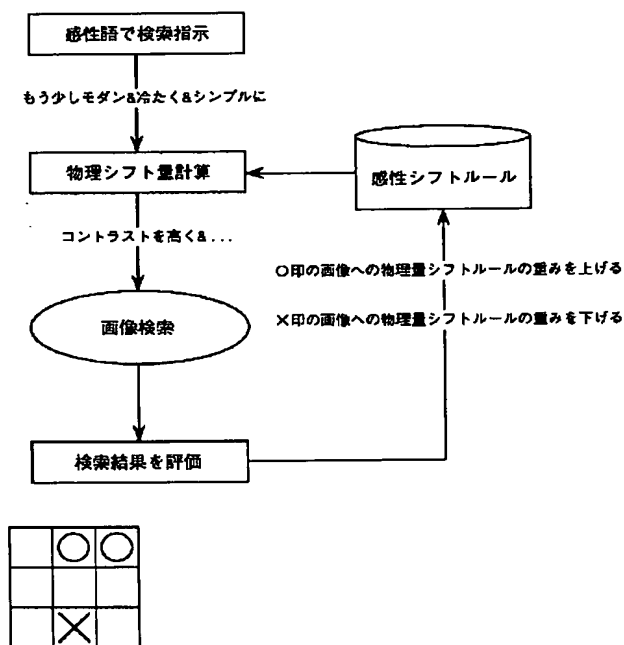 感性語で検索指示
もう少しモダン&冷たく&シンプルに
物理シフト量計算
感性シフトルール
コントラストを高く&...
○印の画像への物理量シフトルールの重みを上げる
×印の画像への物理量シフトルールの重みを下げる
画像検索
検索結果を評価
○ ○
×